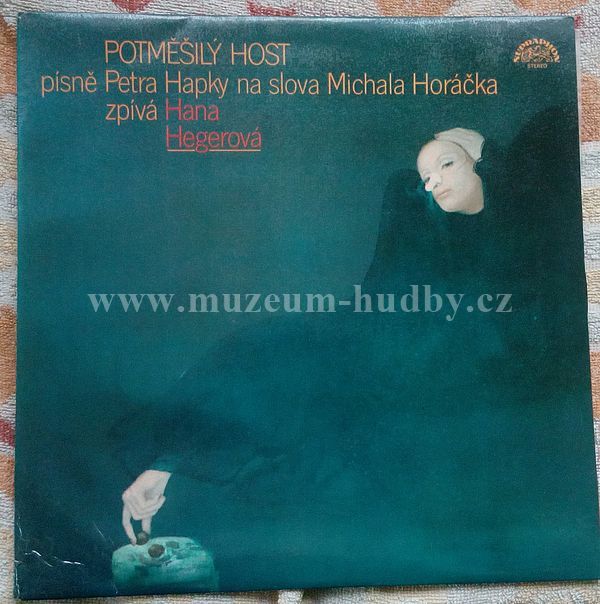 POTMĚŠILÝ HOST
písně Petra Hapky na slova Michala Horáčka
zpívá Hana
Hegerová
SUPRAPHON
STEREO
www.muzeum-hudby.cz